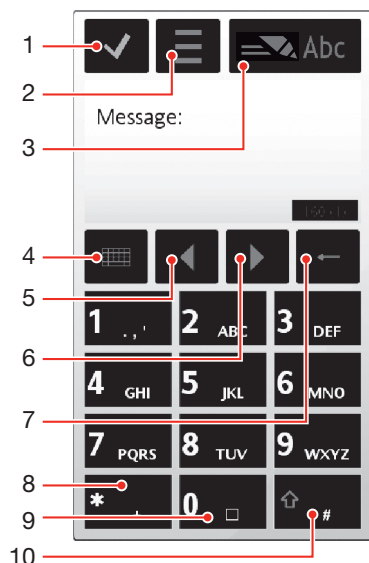 1
2
3
Abc
Message:
4
5
6
7
1 . , '
2 ABC
3 DEF
4 GHI
5 JKL
6 MNO
7 PQRS
8 TUV
9 WXYZ
8
* +
0
#
9
10